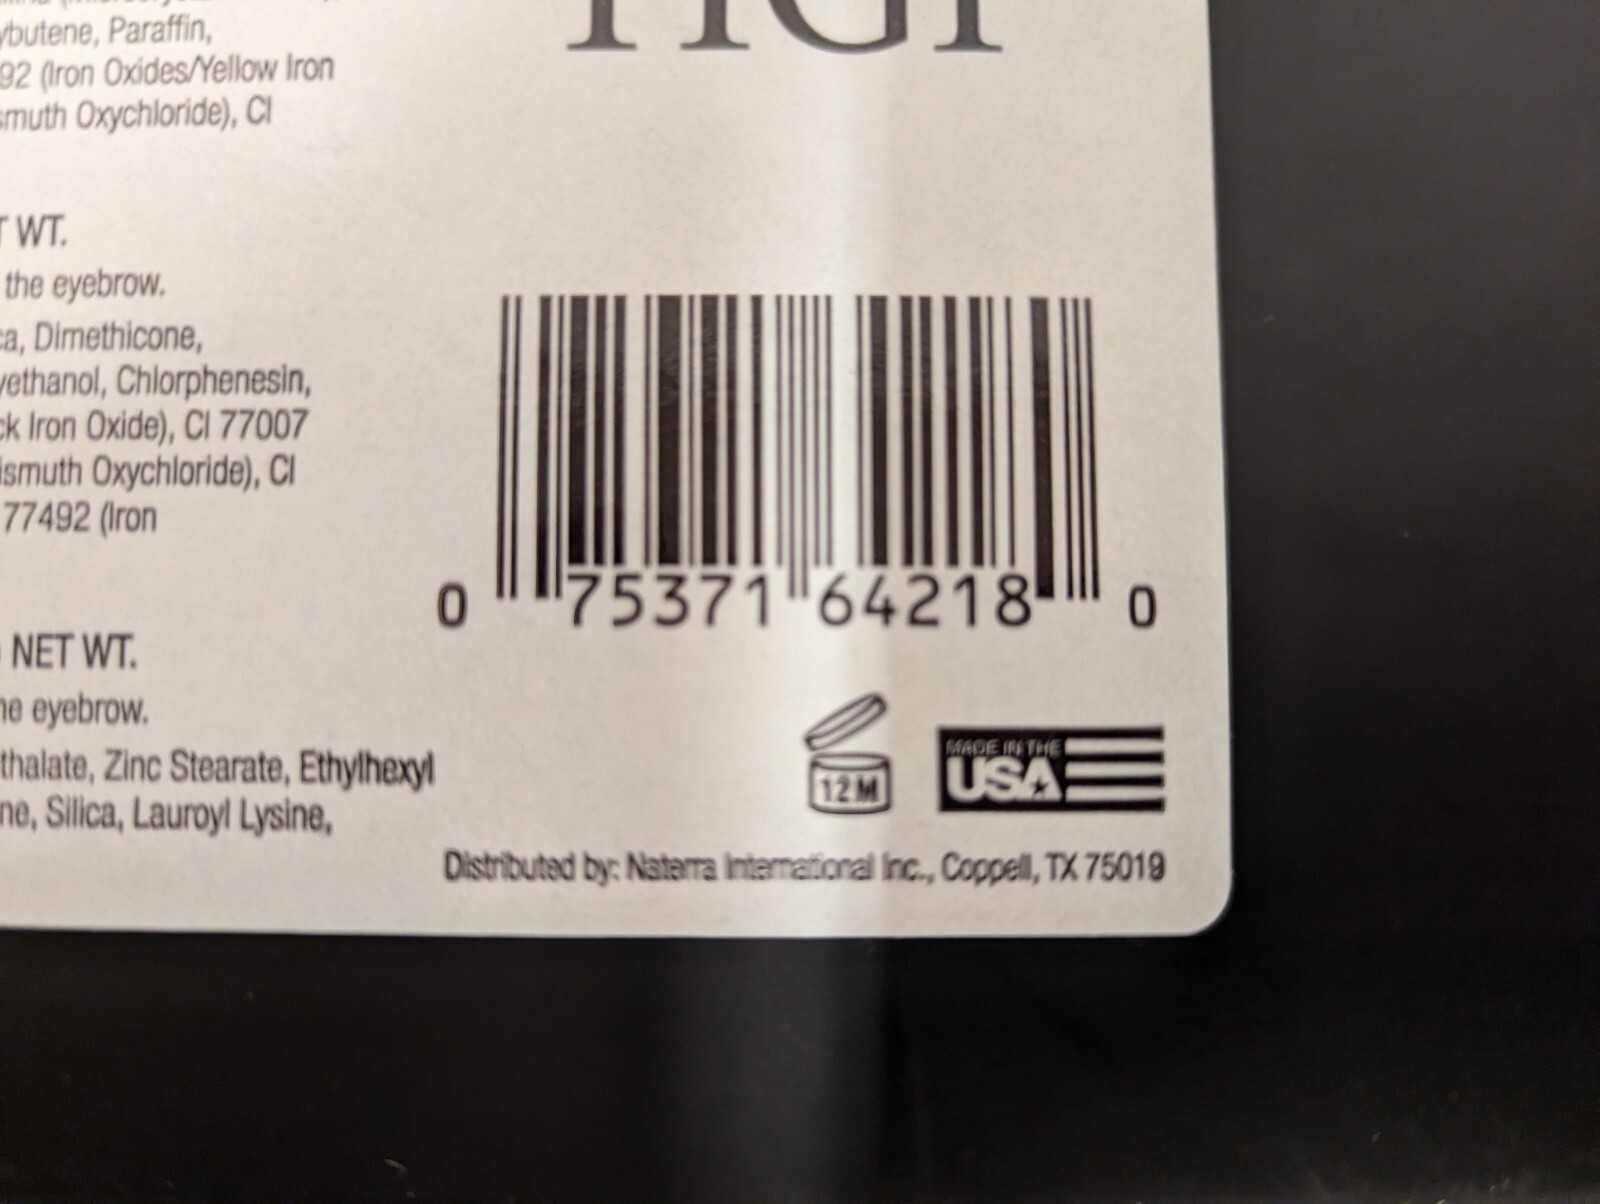 ybutene, Paraffin,
92 (Iron Oxides/Yellow Iron
smuth Oxychloride), CI
T WT.
the eyebrow.
ca, Dimethicone,
yethanol, Chlorphenesin,
ck Iron Oxide), CI 77007
ismuth Oxychloride), CI
77492 (Iron
NET WT.
he eyebrow.
thalate, Zinc Stearate, Ethylhexyl
ne, Silica, Lauroyl Lysine,
0 75371 64218 0
12M
MADE IN THE
USA
Distributed by: Naterra International Inc., Coppell, TX 75019